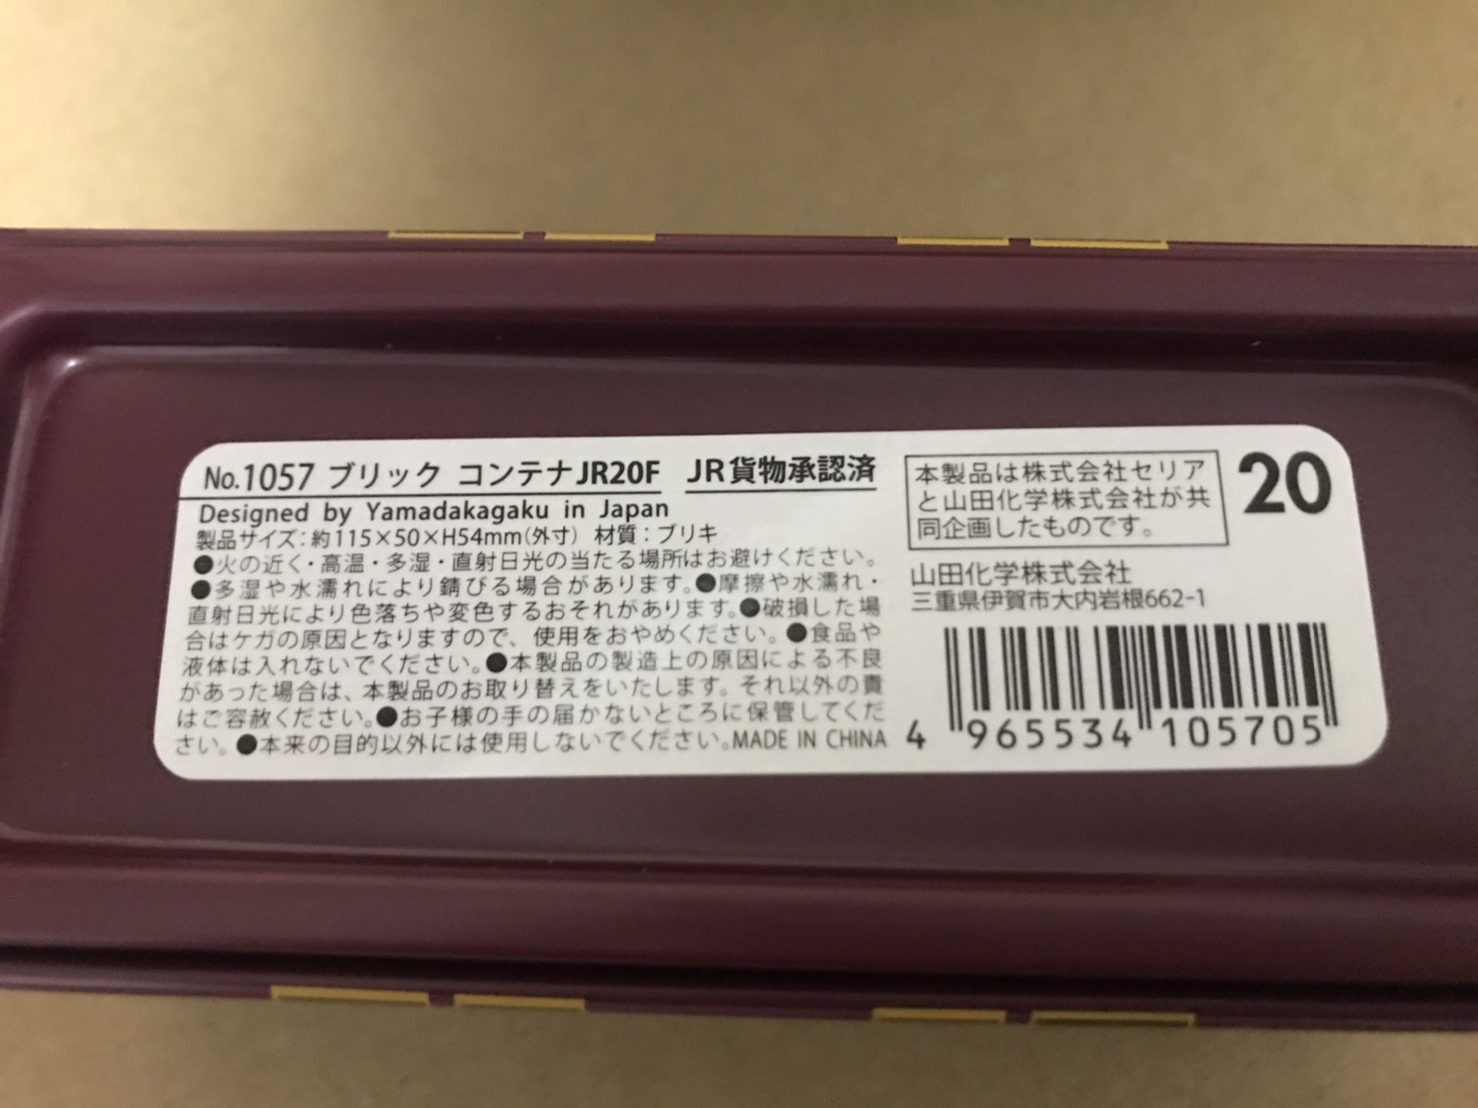 No.1057 ブリック コンテナJR20F JR貨物承認済
Designed by Yamadakagaku in Japan
製品サイズ：約115×50×H54mm（外寸） 材質：ブリキ
●火の近く・高温・多湿・直射日光の当たる場所はお避けください。
●多湿や水濡れにより錆びる場合があります。●摩擦や水濡れ・
直射日光により色落ちや変色するおそれがあります。●破損した場
合はケガの原因となりますので、使用をおやめください。●食品や
液体は入れないでください。●本製品の製造上の原因による不良
があった場合は、本製品のお取り替えをいたします。それ以外の責
はご容赦ください。●お子様の手の届かないところに保管してくだ
さい。●本来の目的以外には使用しないでください。MADE IN CHINA
本製品は株式会社セリア
と山田化学株式会社が共
同企画したものです。
20
山田化学株式会社
三重県伊賀市大内岩根662-1
4 965534 105705